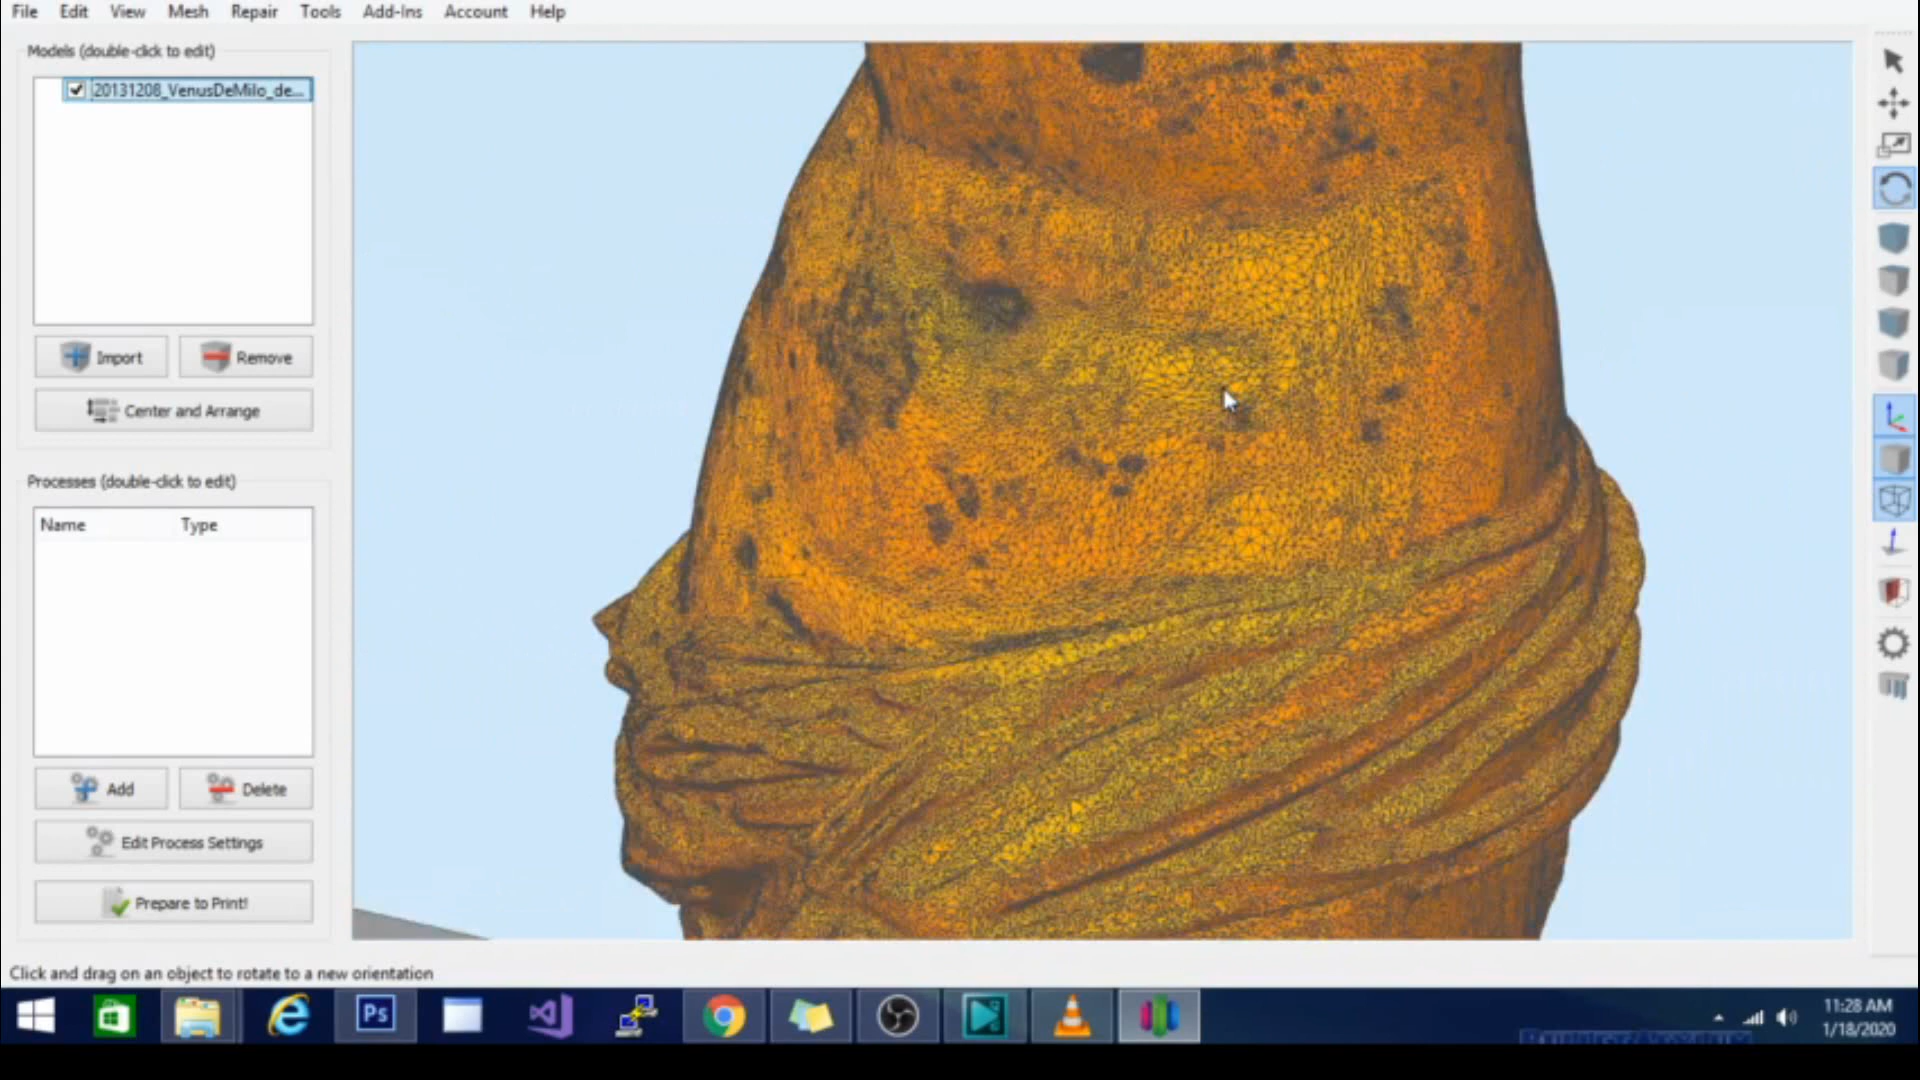 File Edit View Mesh Repair Tools Add-Ins Account Help
Models (double-click to edit)
20131208_VenusDeMilo_de...
Import Remove
Center and Arrange
Processes (double-click to edit)
Name Type
Add Delete
Edit Process Settings
Prepare to Print!
Click and drag on an object to rotate to a new orientation
Ps
11:28 AM
1/18/2020